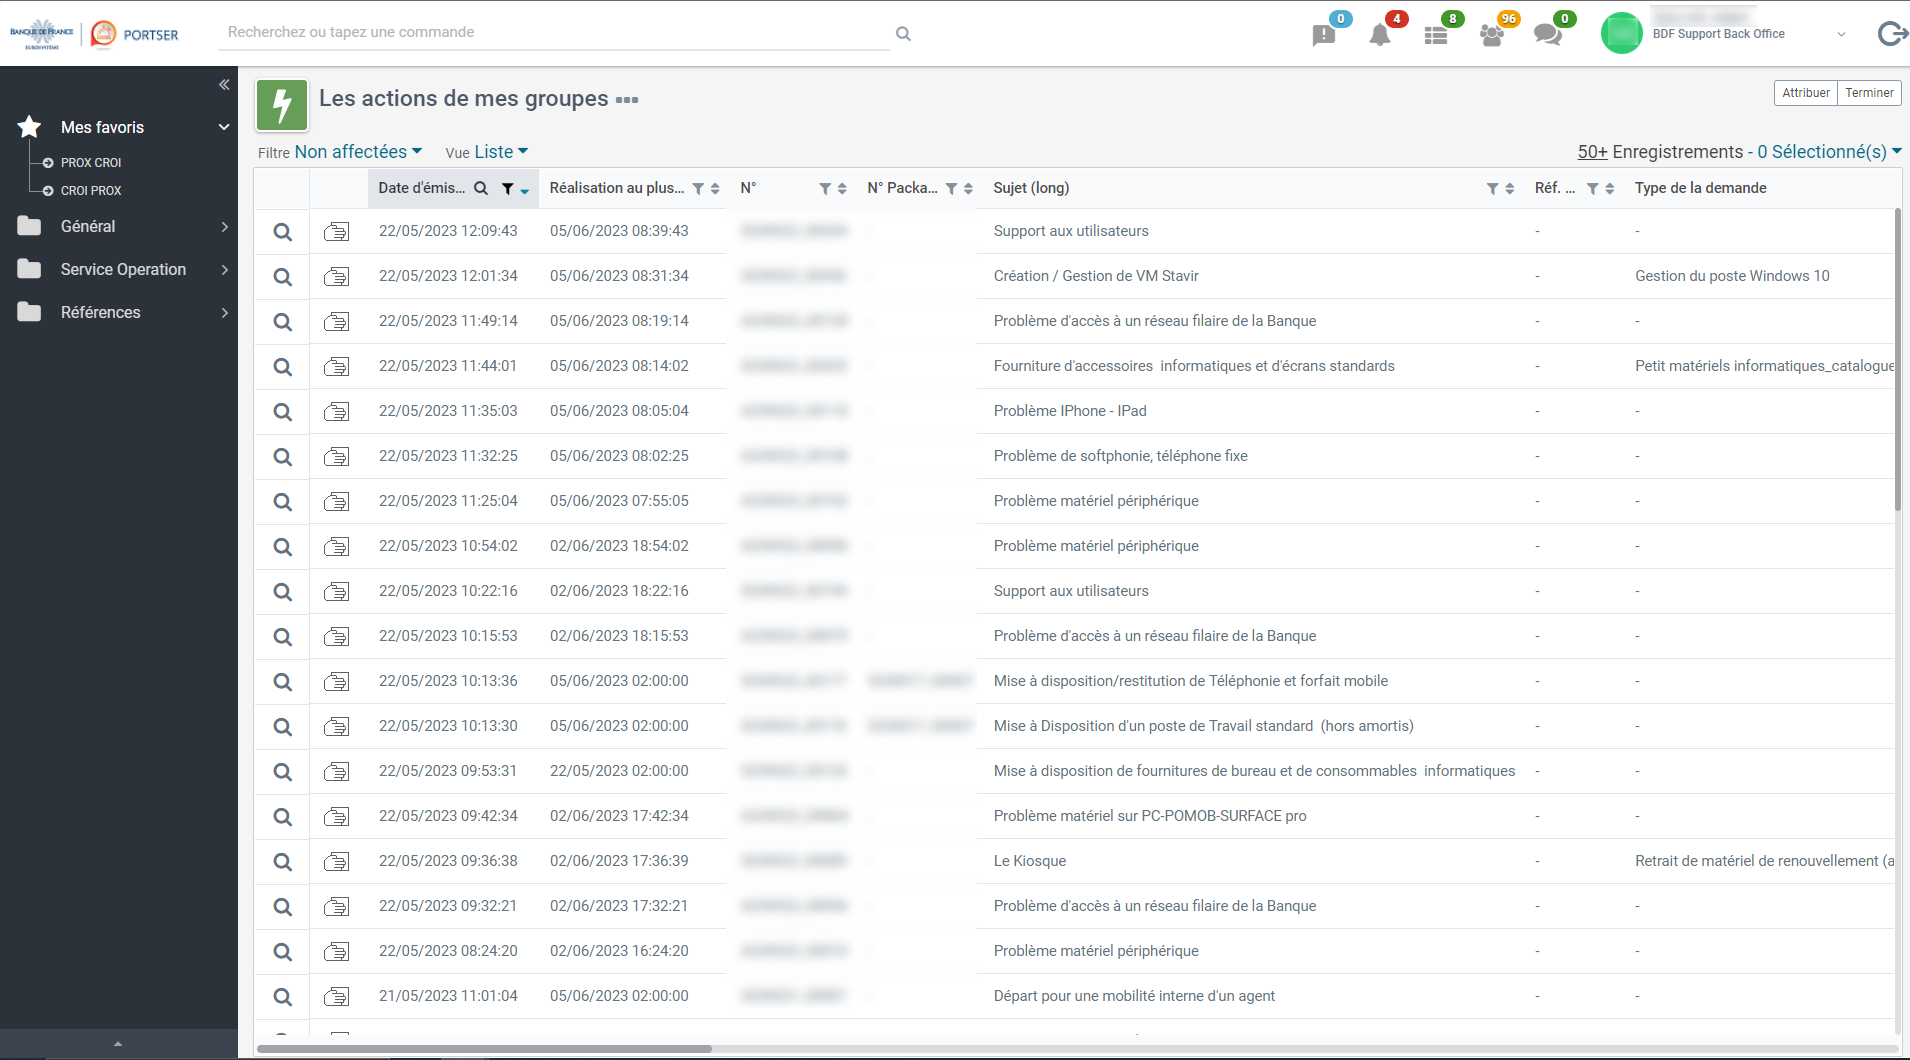 BANQUE DE FRANCE
EUROSYSTÈME
PORTSER
Recherchez ou tapez une commande
0
4
8
96
0
BDF Support Back Office
Mes favoris
PROX CROI
CROI PROX
Général
Service Operation
Références
Les actions de mes groupes
Attribuer
Terminer
Filtre Non affectées
Vue Liste
50+ Enregistrements - 0 Sélectionné(s)
Date d'émis... Réalisation au plus... N° N° Packa... Sujet (long) Réf. ... Type de la demande
22/05/2023 12:09:43 05/06/2023 08:39:43 Support aux utilisateurs - -
22/05/2023 12:01:34 05/06/2023 08:31:34 Création / Gestion de VM Stavir - Gestion du poste Windows 10
22/05/2023 11:49:14 05/06/2023 08:19:14 Problème d'accès à un réseau filaire de la Banque - -
22/05/2023 11:44:01 05/06/2023 08:14:02 Fourniture d'accessoires informatiques et d'écrans standards - Petit matériels informatiques_catalogue
22/05/2023 11:35:03 05/06/2023 08:05:04 Problème IPhone - IPad - -
22/05/2023 11:32:25 05/06/2023 08:02:25 Problème de softphonie, téléphone fixe - -
22/05/2023 11:25:04 05/06/2023 07:55:05 Problème matériel périphérique - -
22/05/2023 10:54:02 02/06/2023 18:54:02 Problème matériel périphérique - -
22/05/2023 10:22:16 02/06/2023 18:22:16 Support aux utilisateurs - -
22/05/2023 10:15:53 02/06/2023 18:15:53 Problème d'accès à un réseau filaire de la Banque - -
22/05/2023 10:13:36 05/06/2023 02:00:00 Mise à disposition/restitution de Téléphonie et forfait mobile - -
22/05/2023 10:13:30 05/06/2023 02:00:00 Mise à Disposition d'un poste de Travail standard (hors amortis) - -
22/05/2023 09:53:31 22/05/2023 02:00:00 Mise à disposition de fournitures de bureau et de consommables informatiques - -
22/05/2023 09:42:34 02/06/2023 17:42:34 Problème matériel sur PC-POMOB-SURFACE pro - -
22/05/2023 09:36:38 02/06/2023 17:36:39 Le Kiosque - Retrait de matériel de renouvellement (a
22/05/2023 09:32:21 02/06/2023 17:32:21 Problème d'accès à un réseau filaire de la Banque - -
22/05/2023 08:24:20 02/06/2023 16:24:20 Problème matériel périphérique - -
21/05/2023 11:01:04 05/06/2023 02:00:00 Départ pour une mobilité interne d'un agent - -